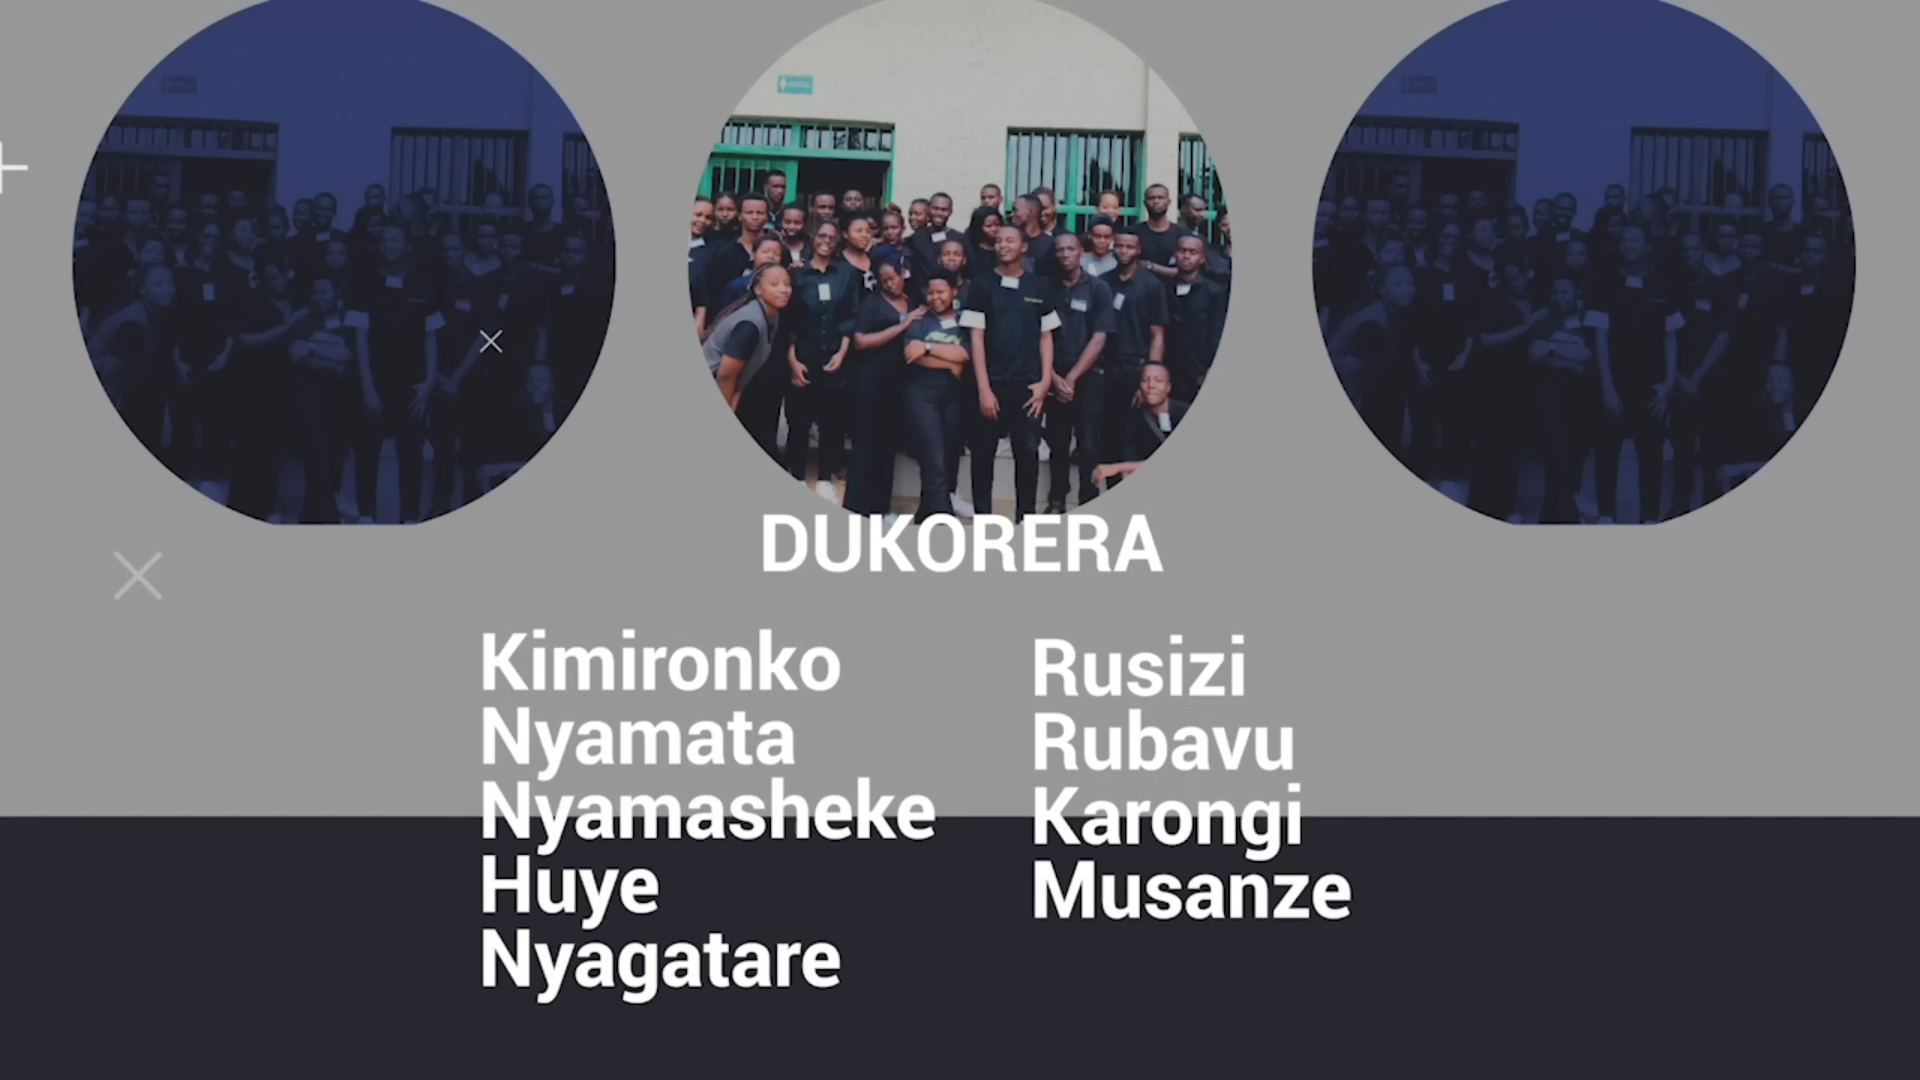 DUKORERA
Kimironko
Nyamata
Nyamasheke
Huye
Nyagatare
Rusizi
Rubavu
Karongi
Musanze